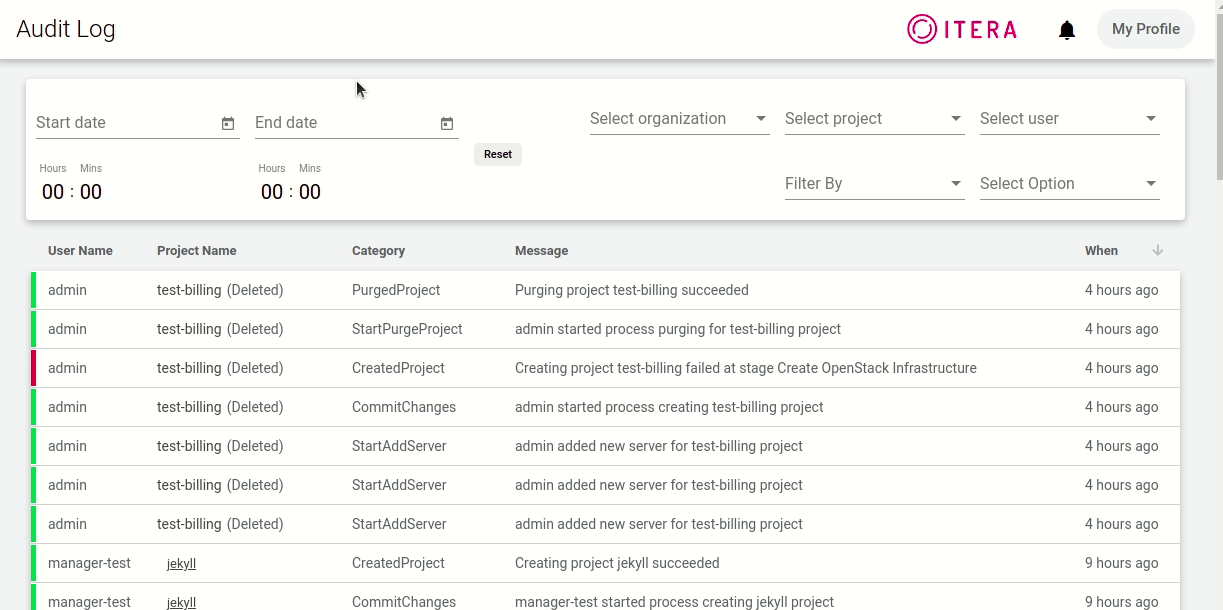 Audit Log
ITERA
My Profile
Start date
End date
Select organization
Select project
Select user
Reset
Hours Mins
Hours Mins
00 : 00
00 : 00
Filter By
Select Option
User Name Project Name Category Message When
admin test-billing (Deleted) PurgedProject Purging project test-billing succeeded 4 hours ago
admin test-billing (Deleted) StartPurgeProject admin started process purging for test-billing project 4 hours ago
admin test-billing (Deleted) CreatedProject Creating project test-billing failed at stage Create OpenStack Infrastructure 4 hours ago
admin test-billing (Deleted) CommitChanges admin started process creating test-billing project 4 hours ago
admin test-billing (Deleted) StartAddServer admin added new server for test-billing project 4 hours ago
admin test-billing (Deleted) StartAddServer admin added new server for test-billing project 4 hours ago
admin test-billing (Deleted) StartAddServer admin added new server for test-billing project 4 hours ago
manager-test jekyll CreatedProject Creating project jekyll succeeded 9 hours ago
manager-test jekyll CommitChanges manager-test started process creating jekyll project 9 hours ago